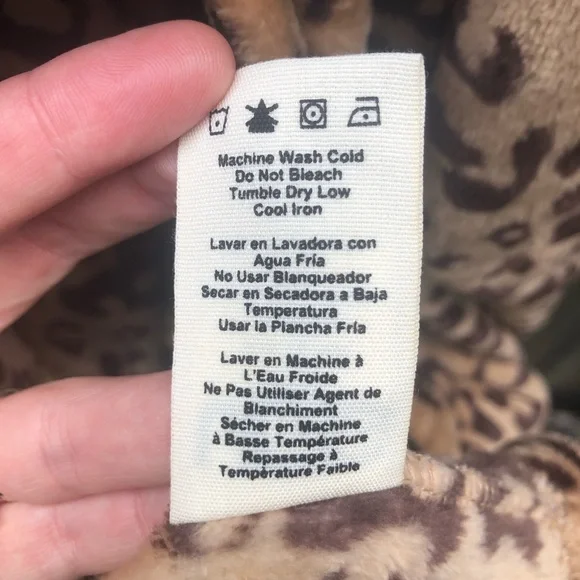 Machine Wash Cold
Do Not Bleach
Tumble Dry Low
Cool Iron
Lavar en Lavadora con
Agua Fría
No Usar Blanqueador
Secar en Secadora a Baja
Temperatura
Usar la Plancha Fría
Laver en Machine à
L'Eau Froide
Ne Pas Utiliser Agent de
Blanchiment
Sécher en Machine
à Basse Température
Repassage à
Température Faible